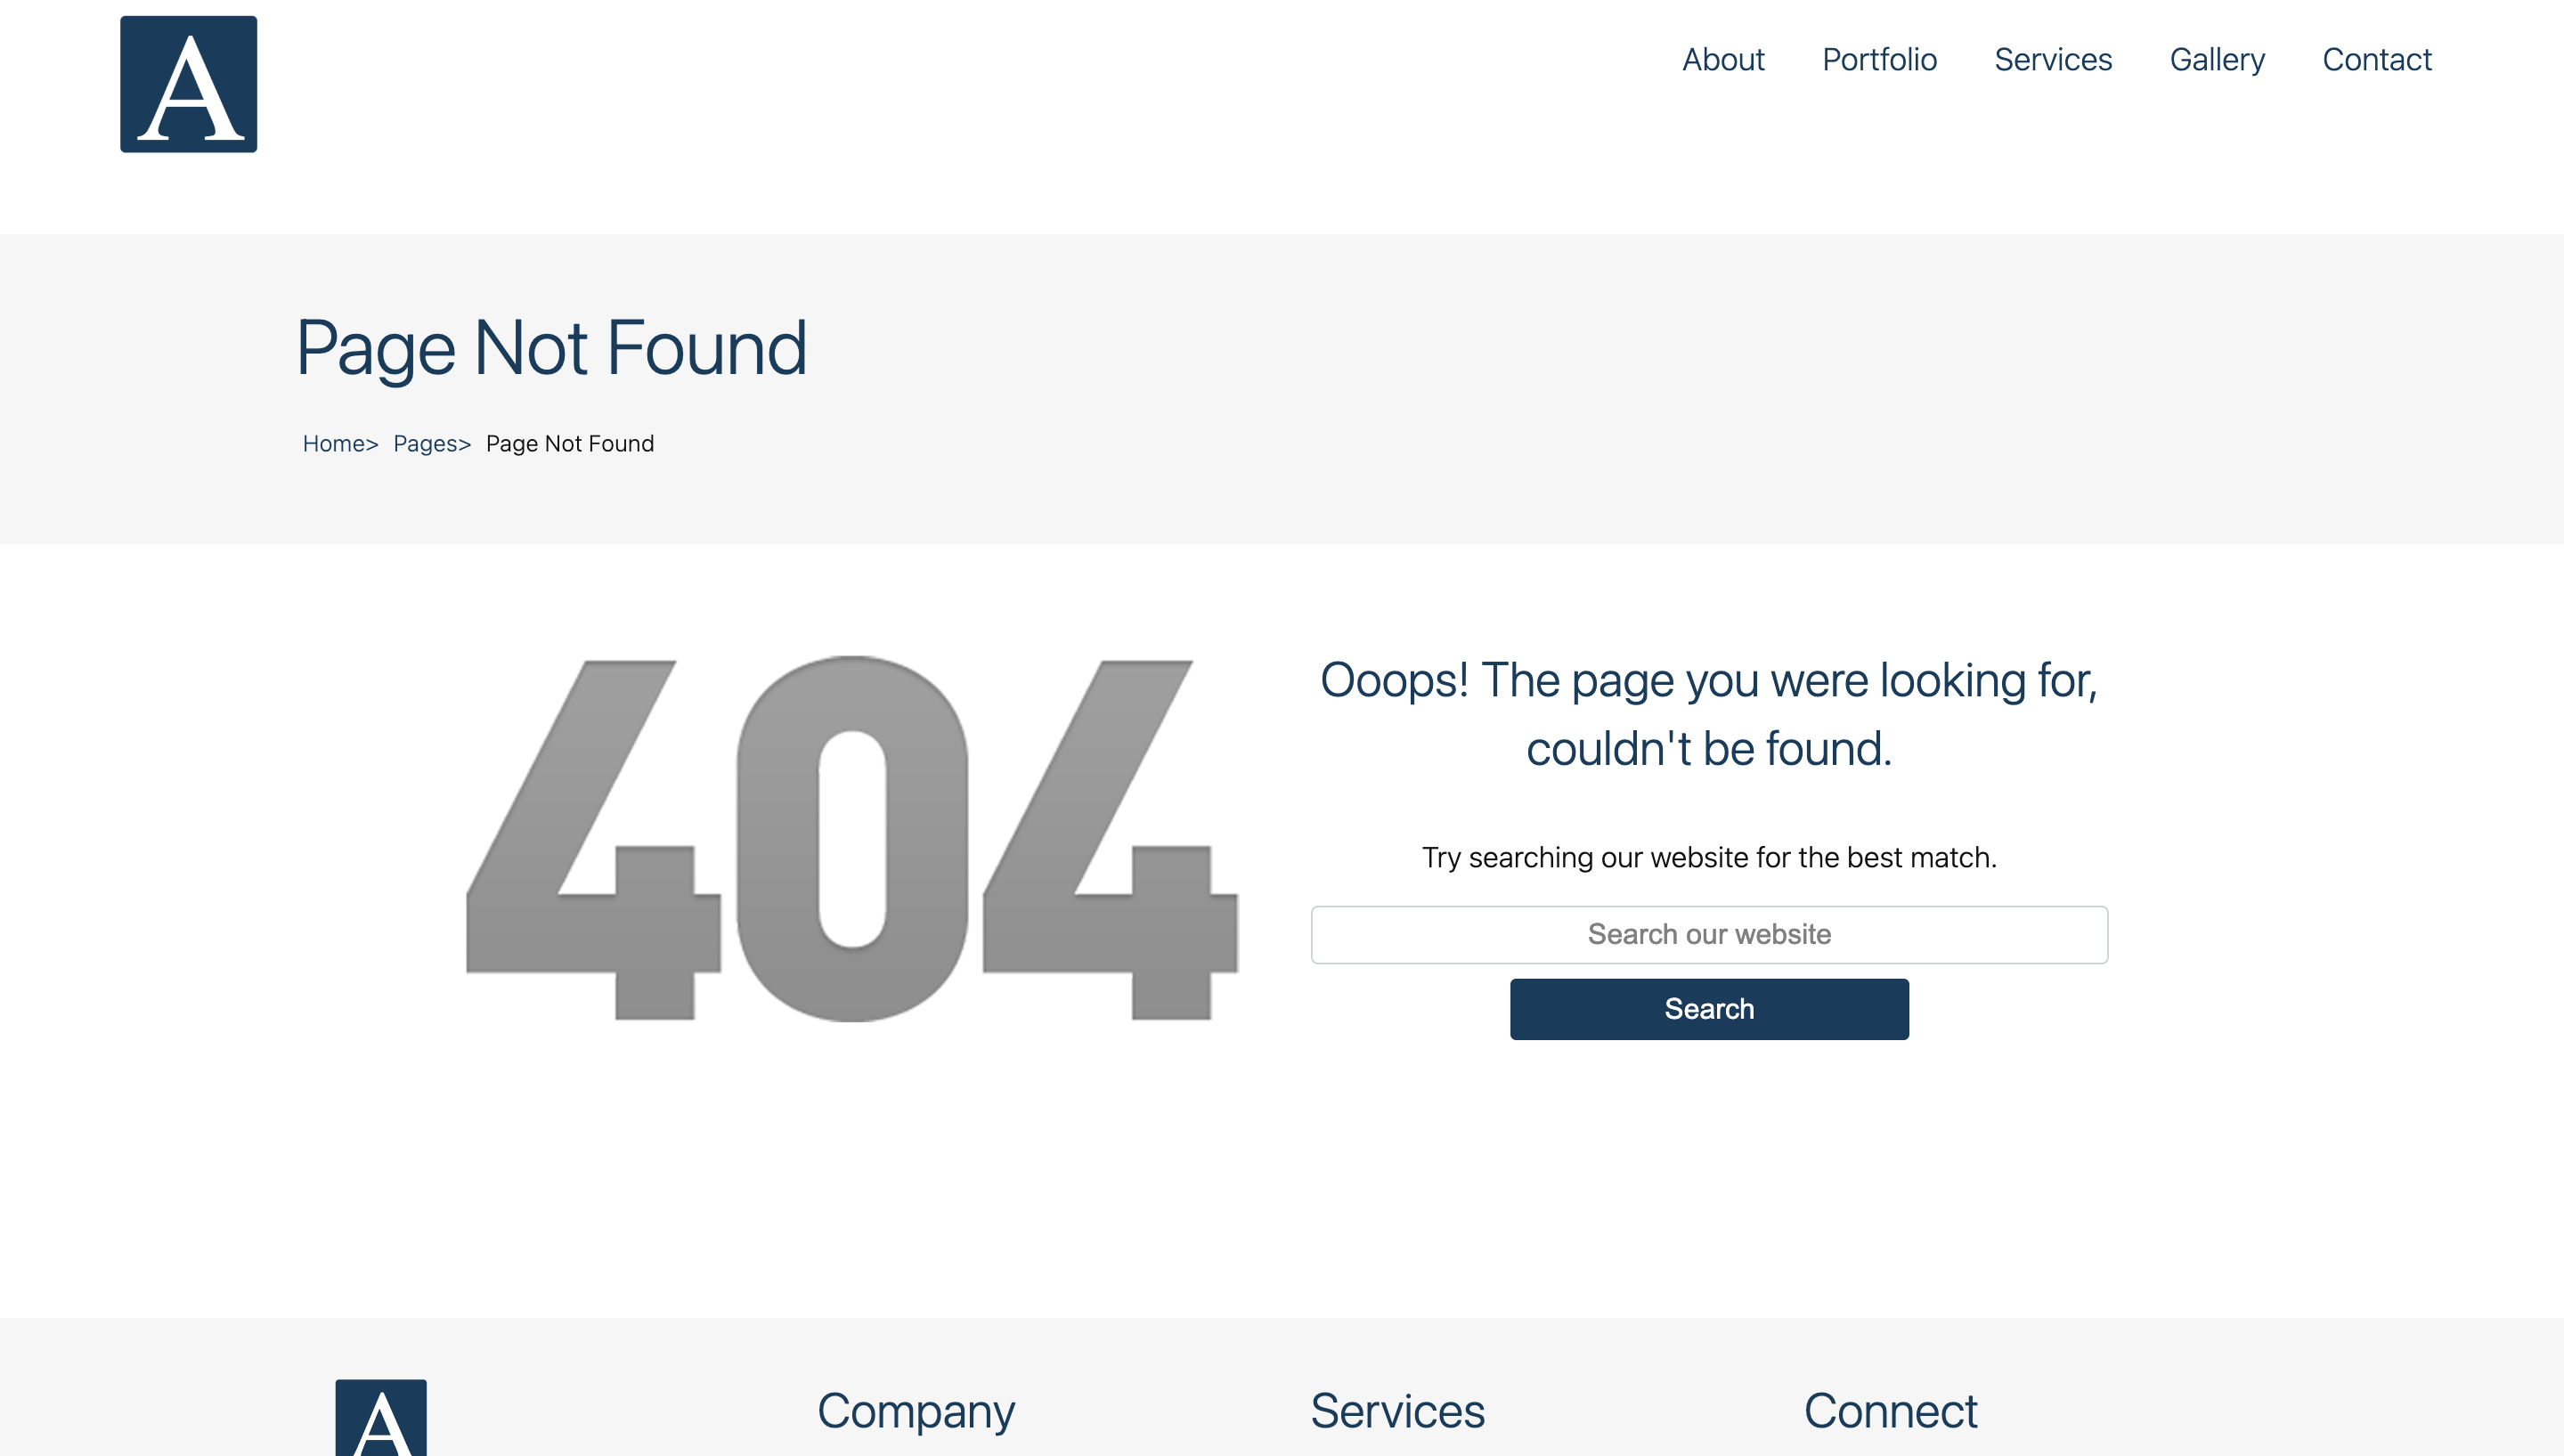 A
About Portfolio Services Gallery Contact
Page Not Found
Home> Pages> Page Not Found
404
Ooops! The page you were looking for,
couldn't be found.
Try searching our website for the best match.
Search our website
Search
A
Company Services Connect